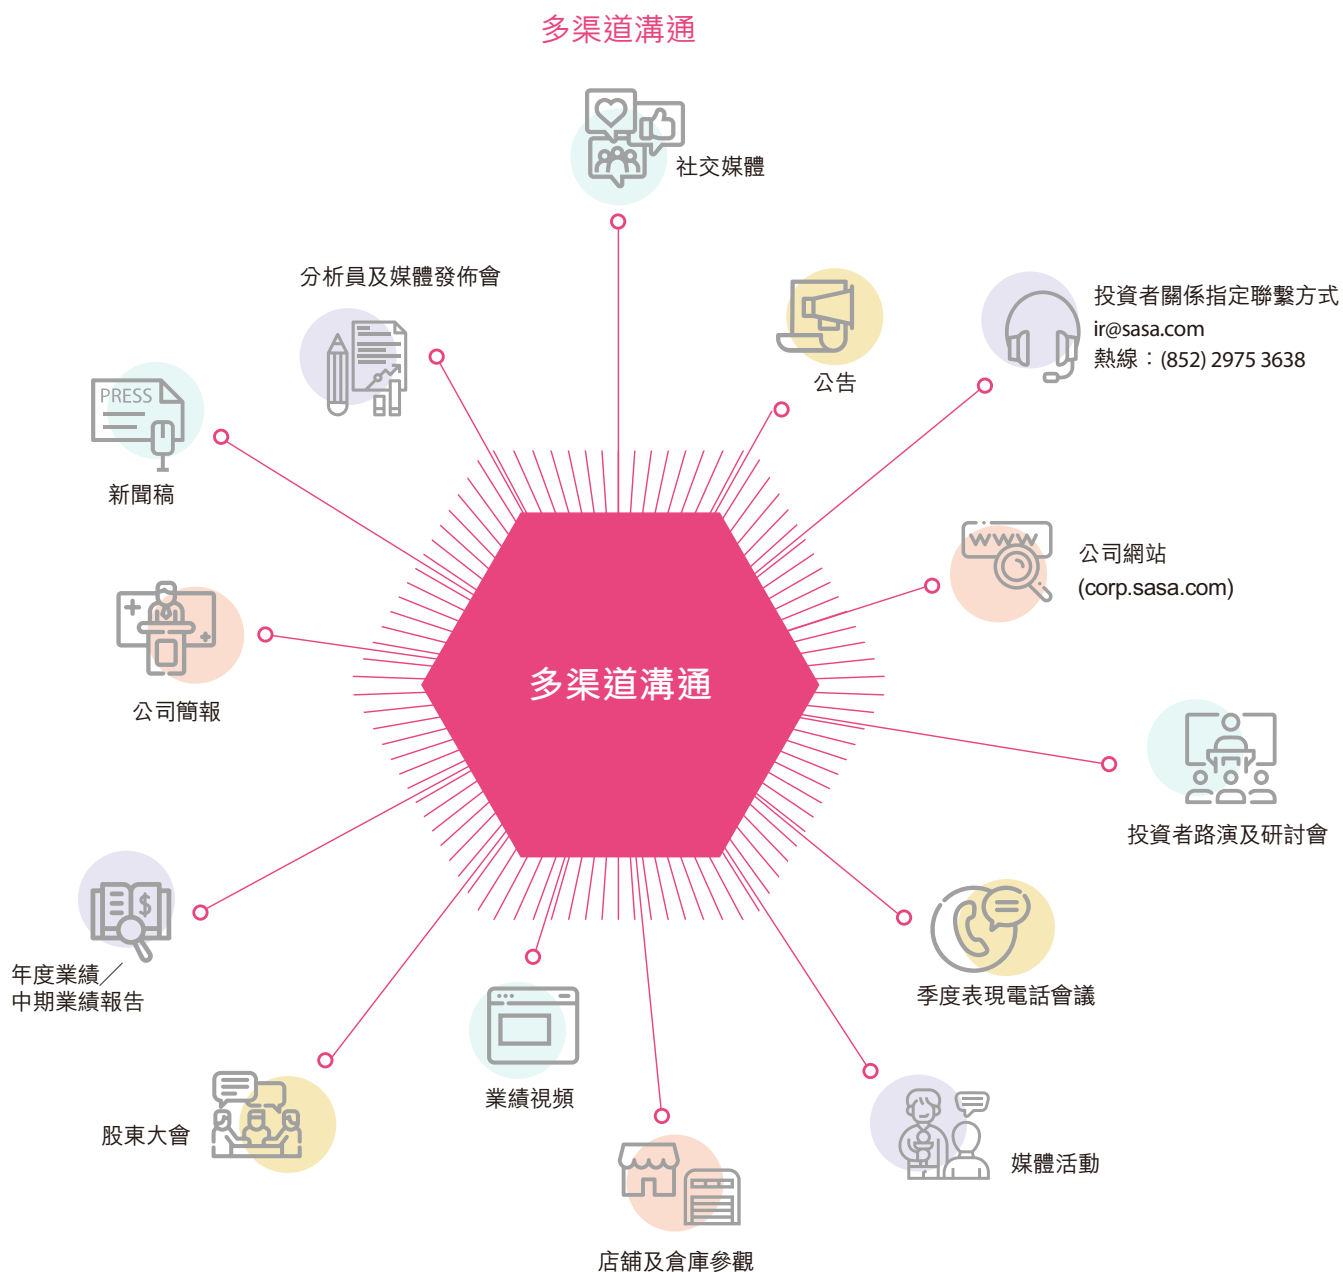 多渠道溝通
社交媒體
分析員及媒體發佈會
公告
投資者關係指定聯繫方式
ir@sasa.com
熱線：(852) 2975 3638
PRESS
新聞稿
WWW
公司網站
(corp.sasa.com)
公司簡報
多渠道溝通
投資者路演及研討會
$
年度業績／
中期業績報告
季度表現電話會議
業績視頻
股東大會
媒體活動
店舖及倉庫參觀